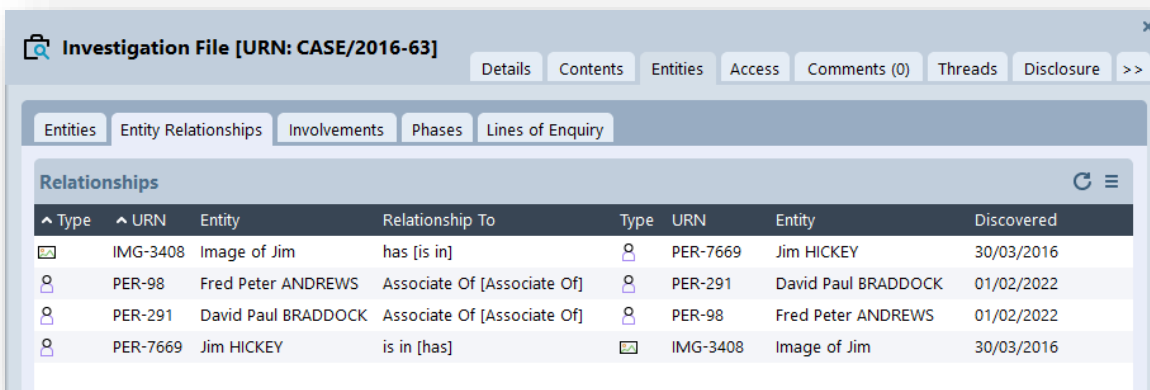 Investigation File [URN: CASE/2016-63]
Details Contents Entities Access Comments (0) Threads Disclosure >>
Entities Entity Relationships Involvements Phases Lines of Enquiry
Relationships
Type URN Entity Relationship To Type URN Entity Discovered
IMG-3408 Image of Jim has [is in] PER-7669 Jim HICKEY 30/03/2016
PER-98 Fred Peter ANDREWS Associate Of [Associate Of] PER-291 David Paul BRADDOCK 01/02/2022
PER-291 David Paul BRADDOCK Associate Of [Associate Of] PER-98 Fred Peter ANDREWS 01/02/2022
PER-7669 Jim HICKEY is in [has] IMG-3408 Image of Jim 30/03/2016